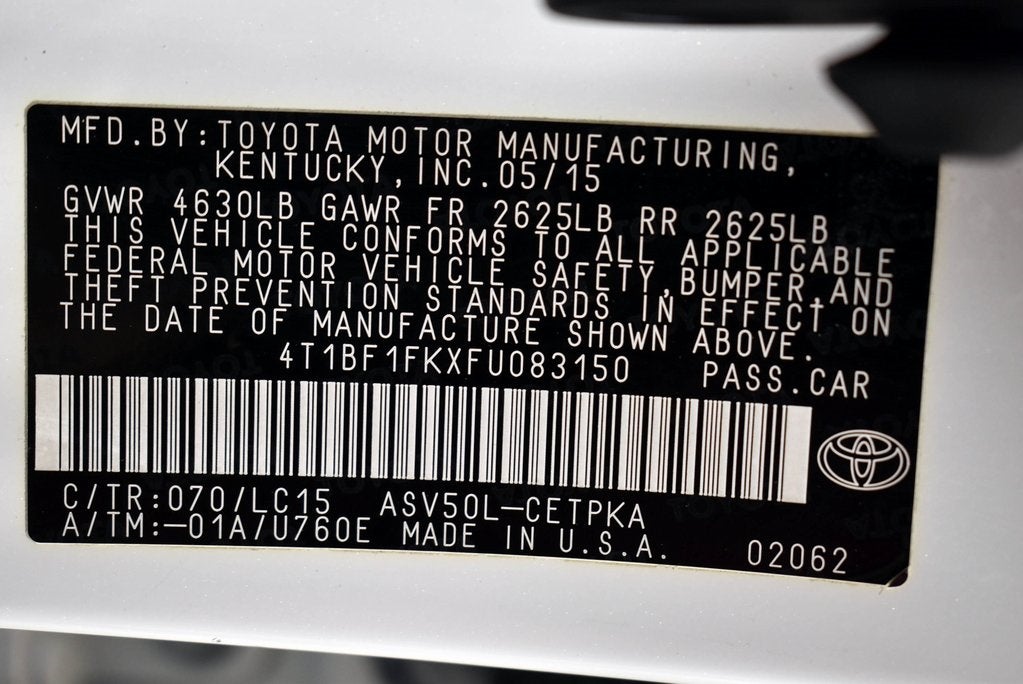 MFD.BY:TOYOTA MOTOR MANUFACTURING,
KENTUCKY,INC.05/15
GVWR 4630LB GAWR FR 2625LB RR 2625LB
THIS VEHICLE CONFORMS TO ALL APPLICABLE
FEDERAL MOTOR VEHICLE SAFETY,BUMPER,AND
THEFT PREVENTION STANDARDS IN EFFECT ON
THE DATE OF MANUFACTURE SHOWN ABOVE.
4T1BF1FKXFU083150 PASS.CAR
C/TR:070/LC15 ASV50L-CETPKA
A/TM:-01A/U760E MADE IN U.S.A. 02062